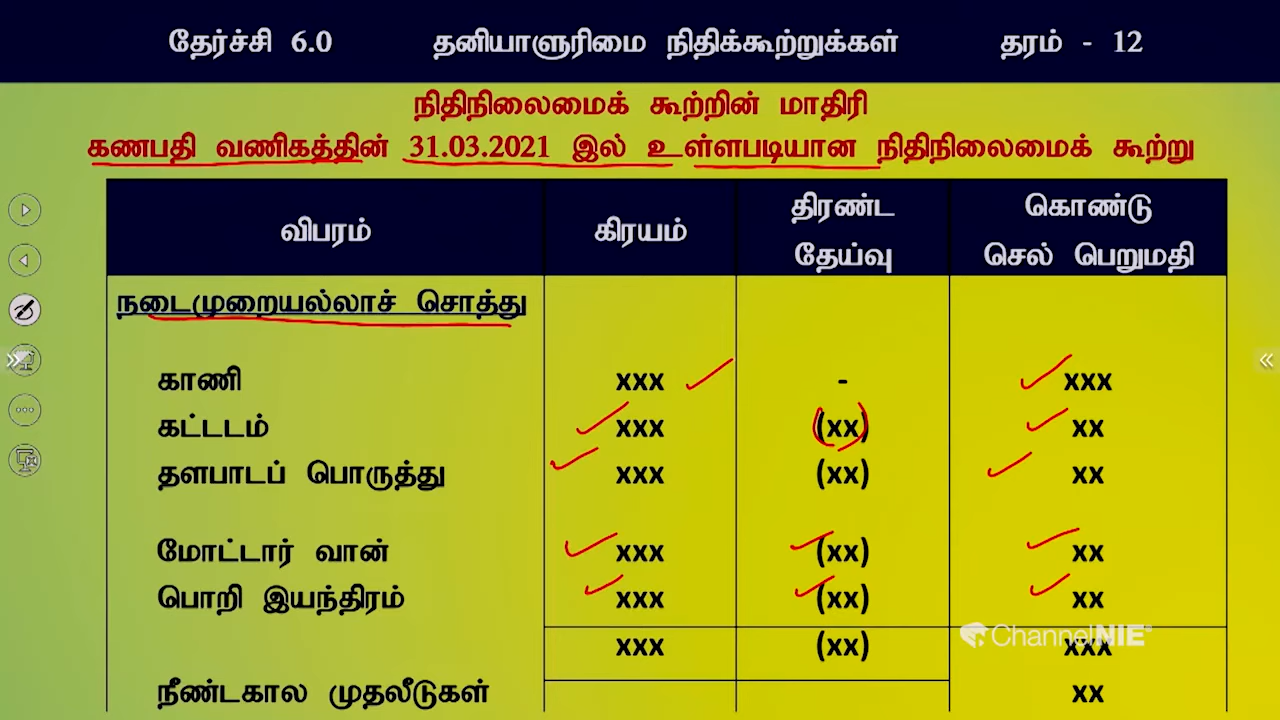 தேர்ச்சி 6.0 தனியாளுரிமை நிதிக்கூற்றுக்கள் தரம் - 12
நிதிநிலைமைக் கூற்றின் மாதிரி
கணபதி வணிகத்தின் 31.03.2021 இல் உள்ளபடியான நிதிநிலைமைக் கூற்று
விபரம் கிரயம் திரண்ட தேய்வு கொண்டு செல் பெறுமதி
நடைமுறையல்லாச் சொத்து
காணி xxx - xxx
கட்டடம் xxx (xx) xx
தளபாடப் பொருத்து xxx (xx) xx
மோட்டார் வான் xxx (xx) xx
பொறி இயந்திரம் xxx (xx) xx
ChannelNIE
xxx (xx) xxx
நீண்டகால முதலீடுகள் xx